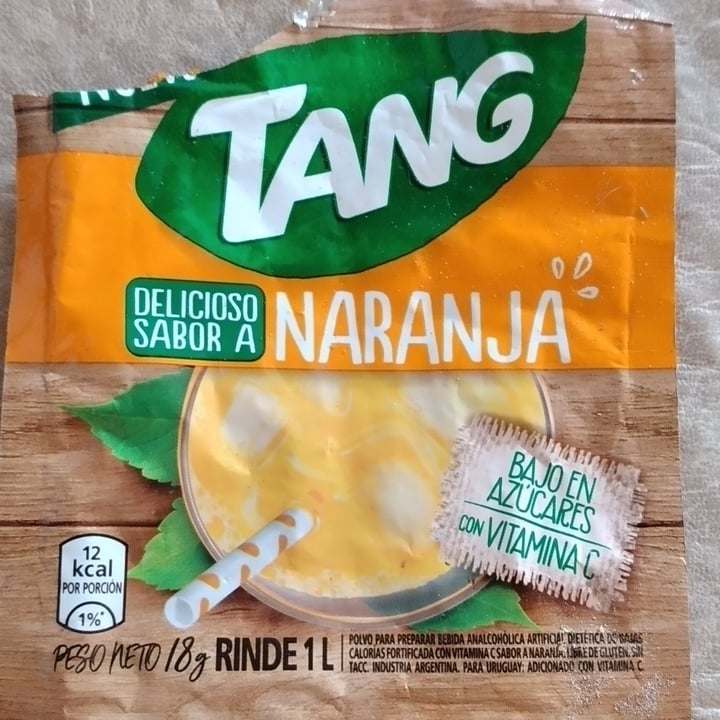 TANG
DELICIOSO
SABOR A
NARANJA
BAJO EN
AZÚCARES
CON VITAMINA C
12
kcal
POR PORCIÓN
1%*
PESO NETO 18g RINDE 1 L
POLVO PARA PREPARAR BEBIDA ANALCOHÓLICA ARTIFICIAL DIETÉTICA DE BAJAS
CALORÍAS FORTIFICADA CON VITAMINA C SABOR A NARANJA. LIBRE DE GLUTEN. SIN
TACC. INDUSTRIA ARGENTINA. PARA URUGUAY: ADICIONADO CON VITAMINA C.